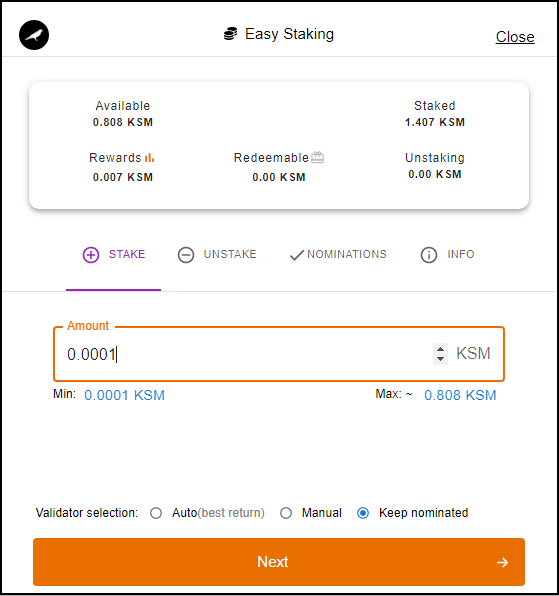 Easy Staking
Close
Available Staked
0.808 KSM 1.407 KSM
Rewards Redeemable Unstaking
0.007 KSM 0.00 KSM 0.00 KSM
STAKE UNSTAKE NOMINATIONS INFO
Amount
0.0001 KSM
Min: 0.0001 KSM Max: ~ 0.808 KSM
Validator selection: Auto(best return) Manual Keep nominated
Next